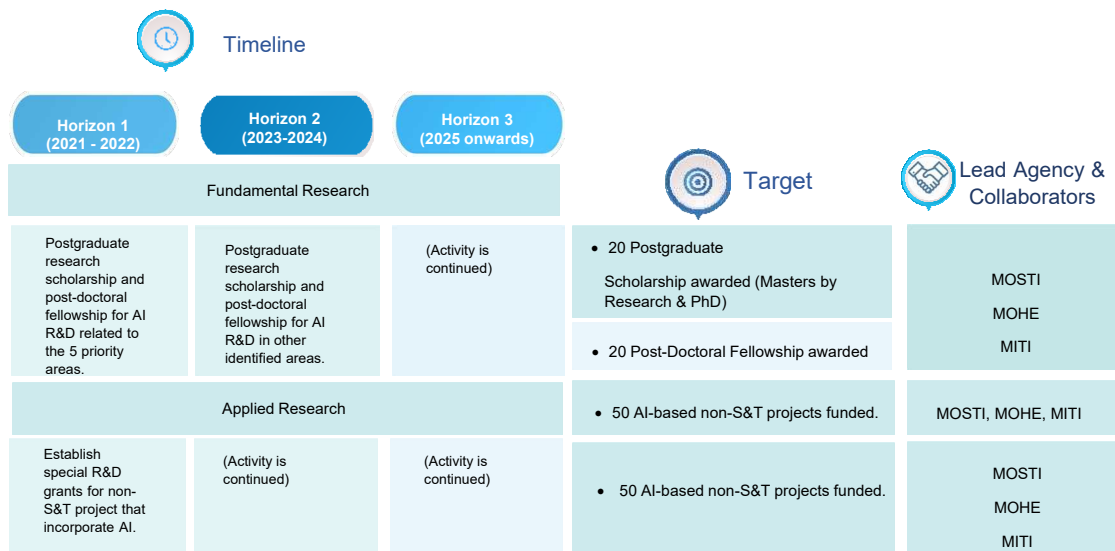 Timeline
Horizon 1
(2021 - 2022)
Horizon 2
(2023-2024)
Horizon 3
(2025 onwards)
Target
Lead Agency &
Collaborators
Fundamental Research
Postgraduate
research
scholarship and
post-doctoral
fellowship for AI
R&D related to
the 5 priority
areas.
Postgraduate
research
scholarship and
post-doctoral
fellowship for AI
R&D in other
identified areas.
(Activity is
continued)
• 20 Postgraduate
Scholarship awarded (Masters by
Research & PhD)
• 20 Post-Doctoral Fellowship awarded
MOSTI
MOHE
MITI
Applied Research
• 50 AI-based non-S&T projects funded.
MOSTI, MOHE, MITI
Establish
special R&D
grants for non-
S&T project that
incorporate AI.
(Activity is
continued)
(Activity is
continued)
• 50 AI-based non-S&T projects funded.
MOSTI
MOHE
MITI